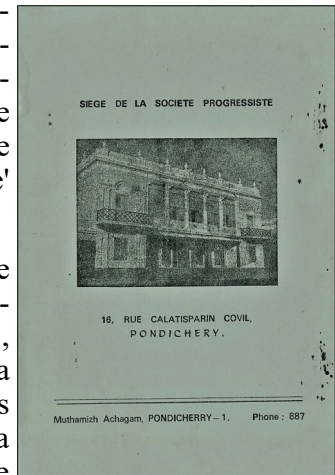 SIEGE DE LA SOCIETE PROGRESSISTE
16, RUE CALATISPARIN COVIL,
PONDICHERY.
Muthamizh Achagam, PONDICHERRY–1. Phone : 887